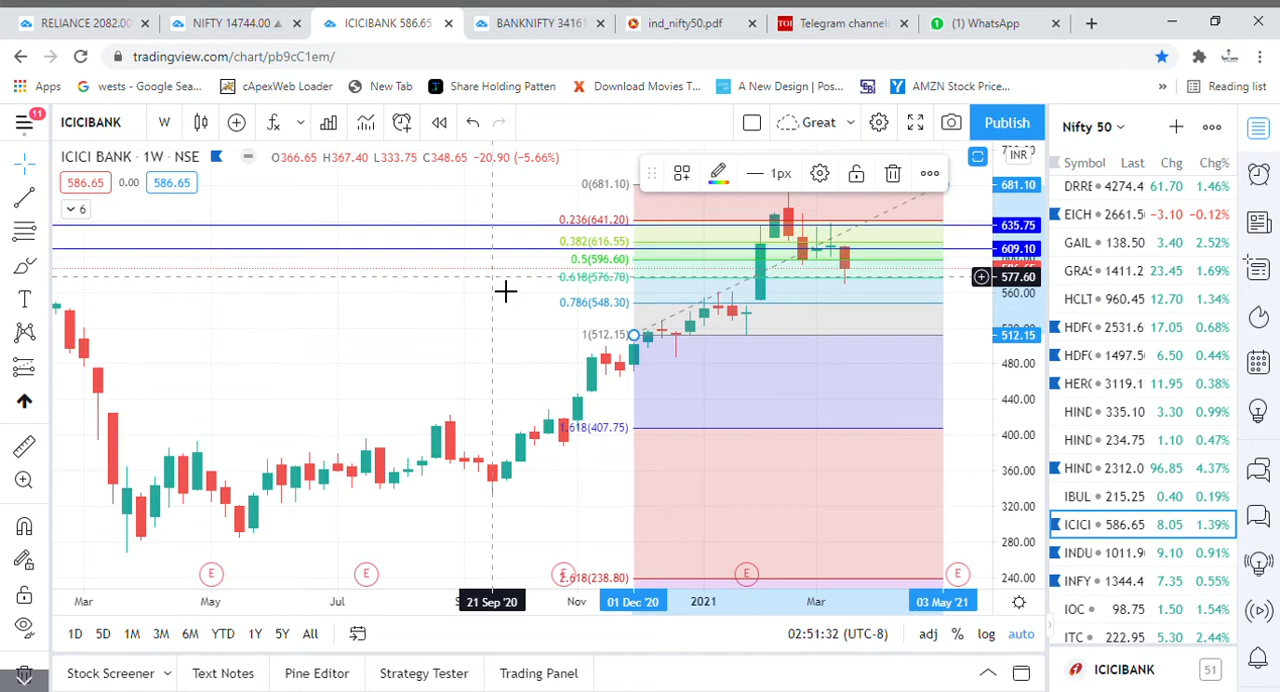 RELIANCE 2082.00
NIFTY 14744.00
ICICIBANK 586.65
BANKNIFTY 34161
ind_nifty50.pdf
TOI Telegram channel:
(1) WhatsApp
tradingview.com/chart/pb9cC1em/
Apps
wests - Google Sea...
cApexWeb Loader
New Tab
Share Holding Patten
Download Movies T...
A New Design | Pos...
AMZN Stock Price...
»
Reading list
11
ICICIBANK
W
Great
Publish
Nifty 50
ICICI BANK · 1W · NSE
O366.65 H367.40 L333.75 C348.65 -20.90 (-5.66%)
586.65 0.00 586.65
6
1px
INR
Symbol Last Chg Chg%
DRRE 4274.4 61.70 1.46%
EICH 2661.5 -3.10 -0.12%
GAIL 138.50 3.40 2.52%
GRAS 1411.2 23.45 1.69%
HCLT 960.45 12.70 1.34%
HDF( 2531.6 17.05 0.68%
HDF( 1497.5 6.50 0.44%
HERC 3119.1 11.95 0.38%
HIND 335.10 3.30 0.99%
HIND 234.75 1.10 0.47%
HIND 2312.0 96.85 4.37%
IBUL 215.25 0.40 0.19%
ICICI 586.65 8.05 1.39%
INDU 1011.9 9.10 0.91%
INFY 1344.4 7.35 0.55%
IOC 98.75 1.50 1.54%
ITC 222.95 5.30 2.44%
0(681.10)
0.236(641.20)
0.382(616.55)
0.5(596.60)
0.618(576.70)
0.786(548.30)
1(512.15)
1.618(407.75)
2.618(238.80)
681.10
635.75
609.10
577.60
560.00
512.15
480.00
440.00
400.00
360.00
320.00
280.00
240.00
E E E E
Mar May Jul 21 Sep '20 Nov 01 Dec '20 2021 Mar 03 May '21
1D 5D 1M 3M 6M YTD 1Y 5Y All
02:51:32 (UTC-8) adj % log auto
Stock Screener
Text Notes
Pine Editor
Strategy Tester
Trading Panel
ICICIBANK
51